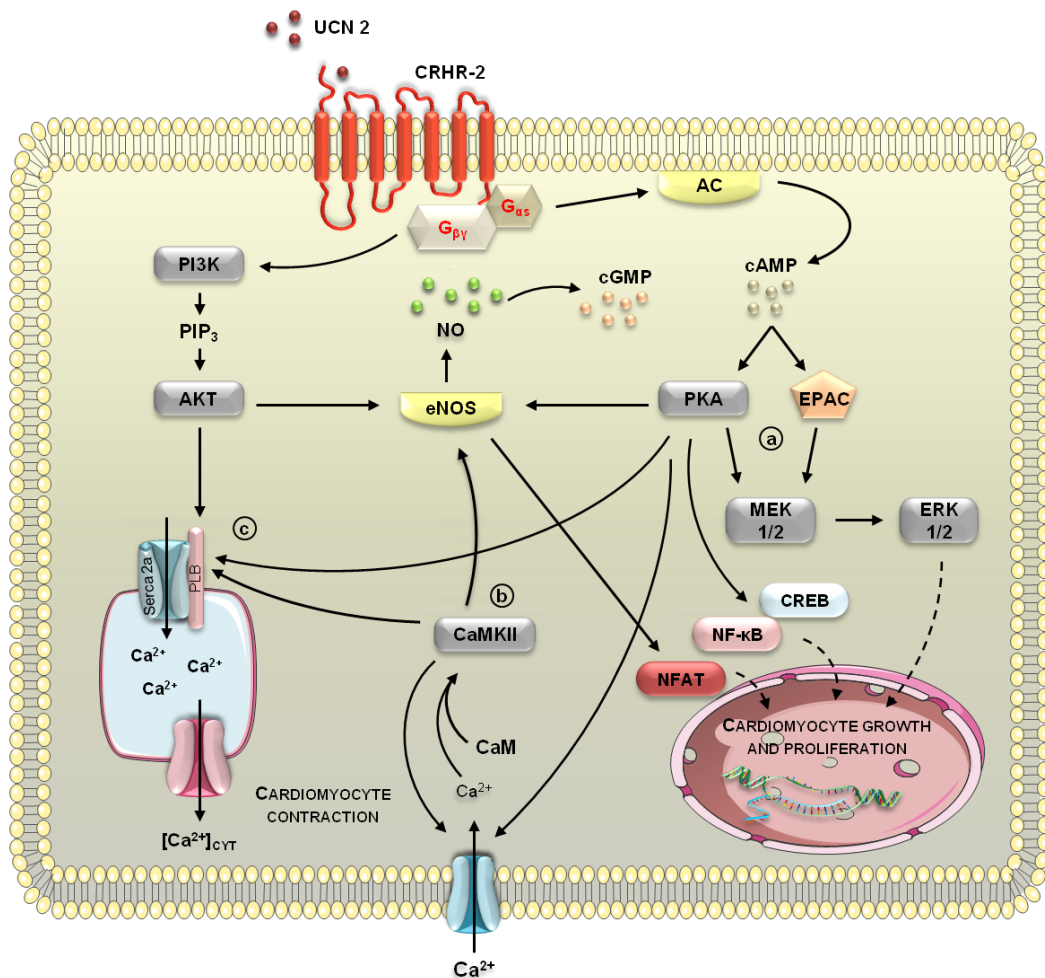 UCN 2
CRHR-2
AC
Gαs
Gβγ
PI3K
cAMP
cGMP
PIP3
NO
AKT
eNOS
PKA
EPAC
a
MEK
1/2
ERK
1/2
c
Serca 2a
PLB
b
CREB
CaMKII
NF-κB
Ca2+
Ca2+
Ca2+
NFAT
CARDIOMYOCYTE GROWTH
AND PROLIFERATION
CaM
Ca2+
CARDIOMYOCYTE
CONTRACTION
[Ca2+]CYT
Ca2+